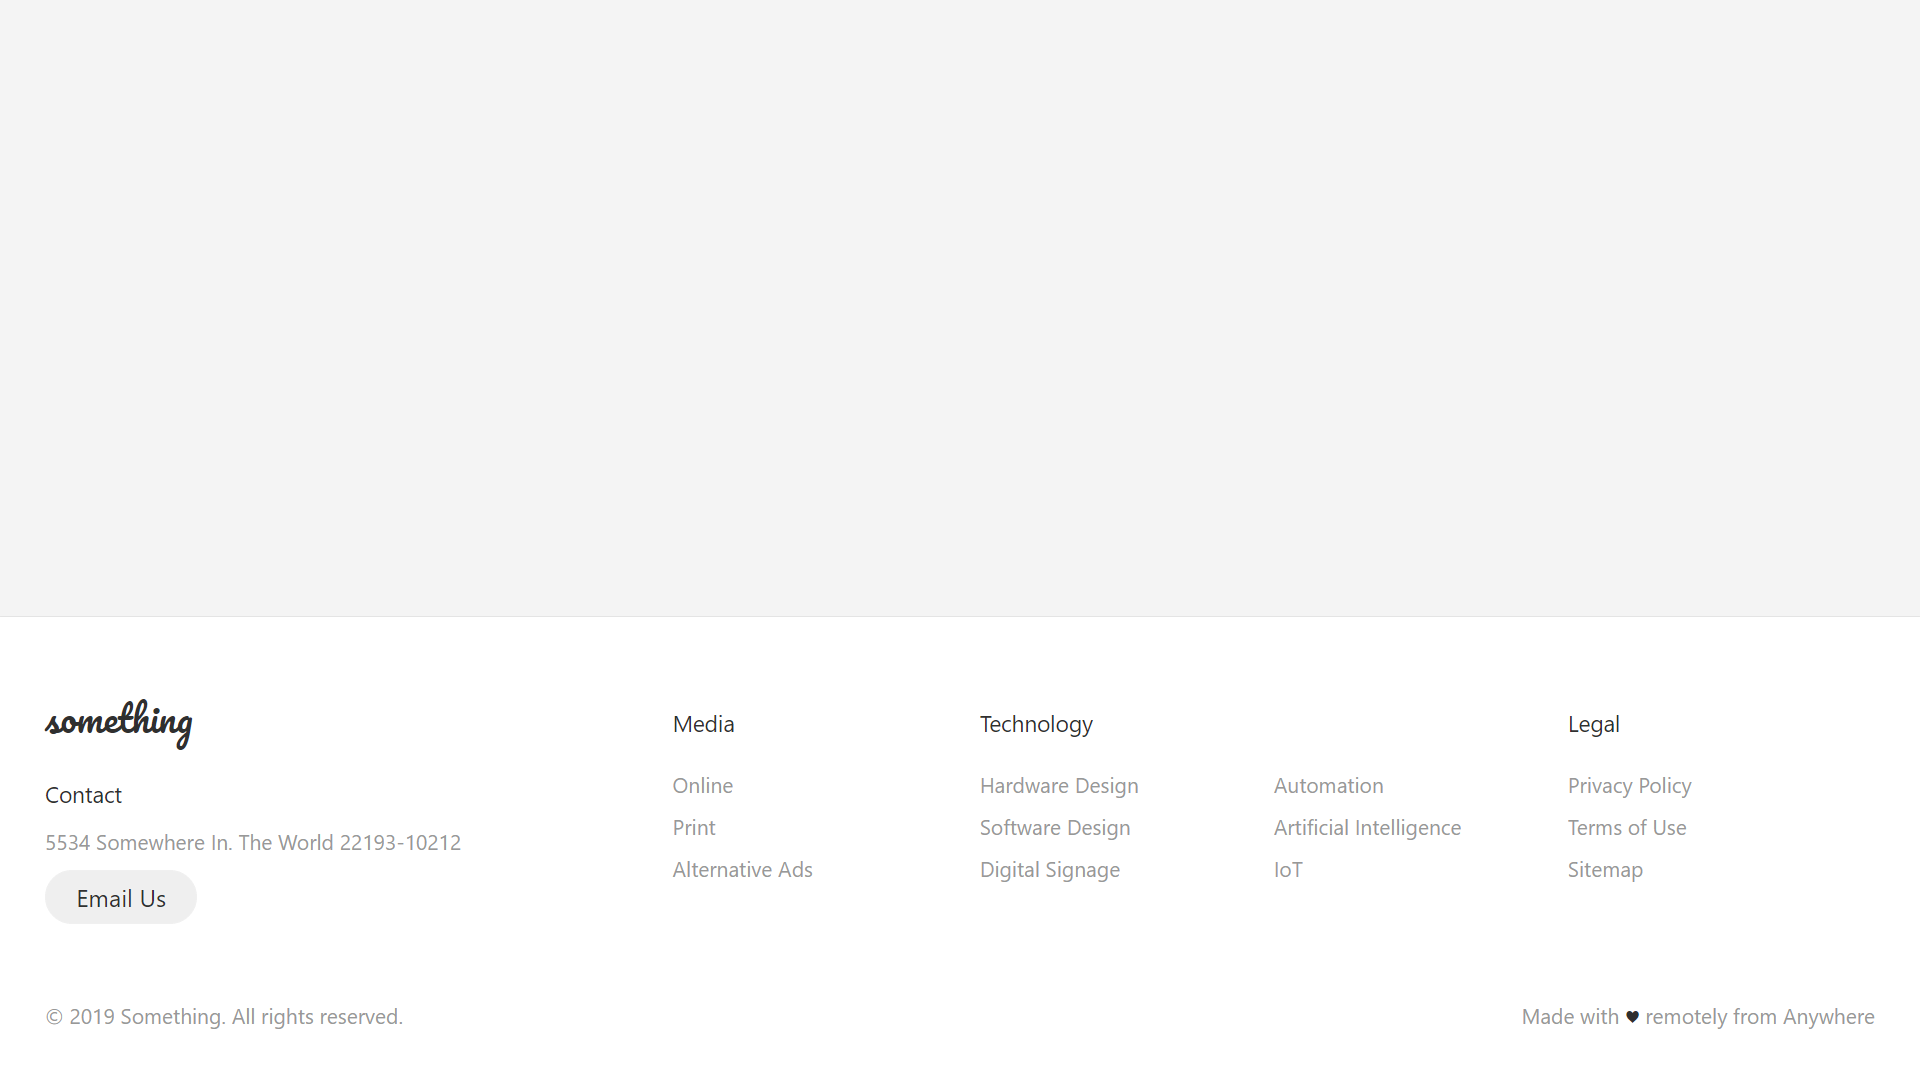 something
Contact
5534 Somewhere In. The World 22193-10212
Email Us
Media
Online
Print
Alternative Ads
Technology
Hardware Design
Software Design
Digital Signage
Automation
Artificial Intelligence
IoT
Legal
Privacy Policy
Terms of Use
Sitemap
© 2019 Something. All rights reserved.
Made with ♥ remotely from Anywhere